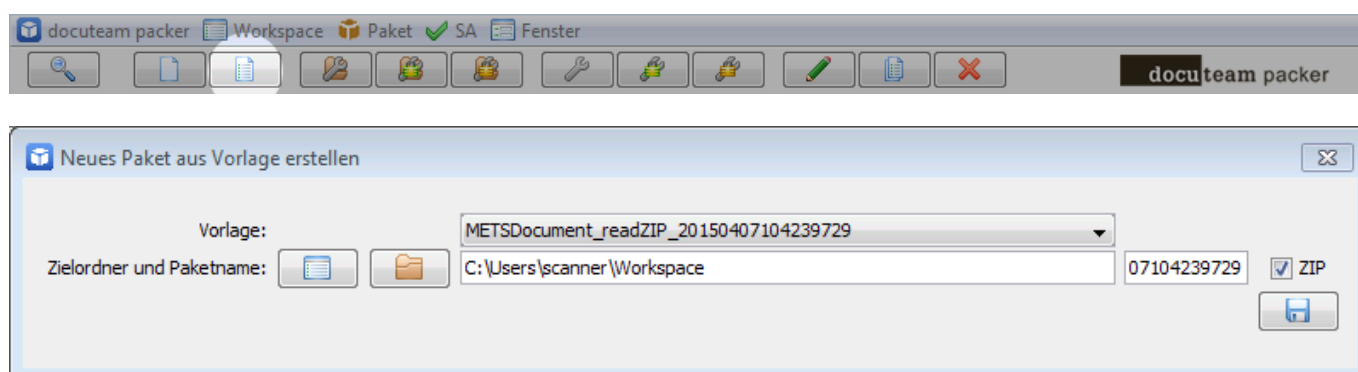 docuteam packer Workspace Paket SA Fenster
docuteam packer
Neues Paket aus Vorlage erstellen
Vorlage: METSDocument_readZIP_20150407104239729
Zielordner und Paketname: C:\Users\scanner\Workspace 07104239729 ZIP